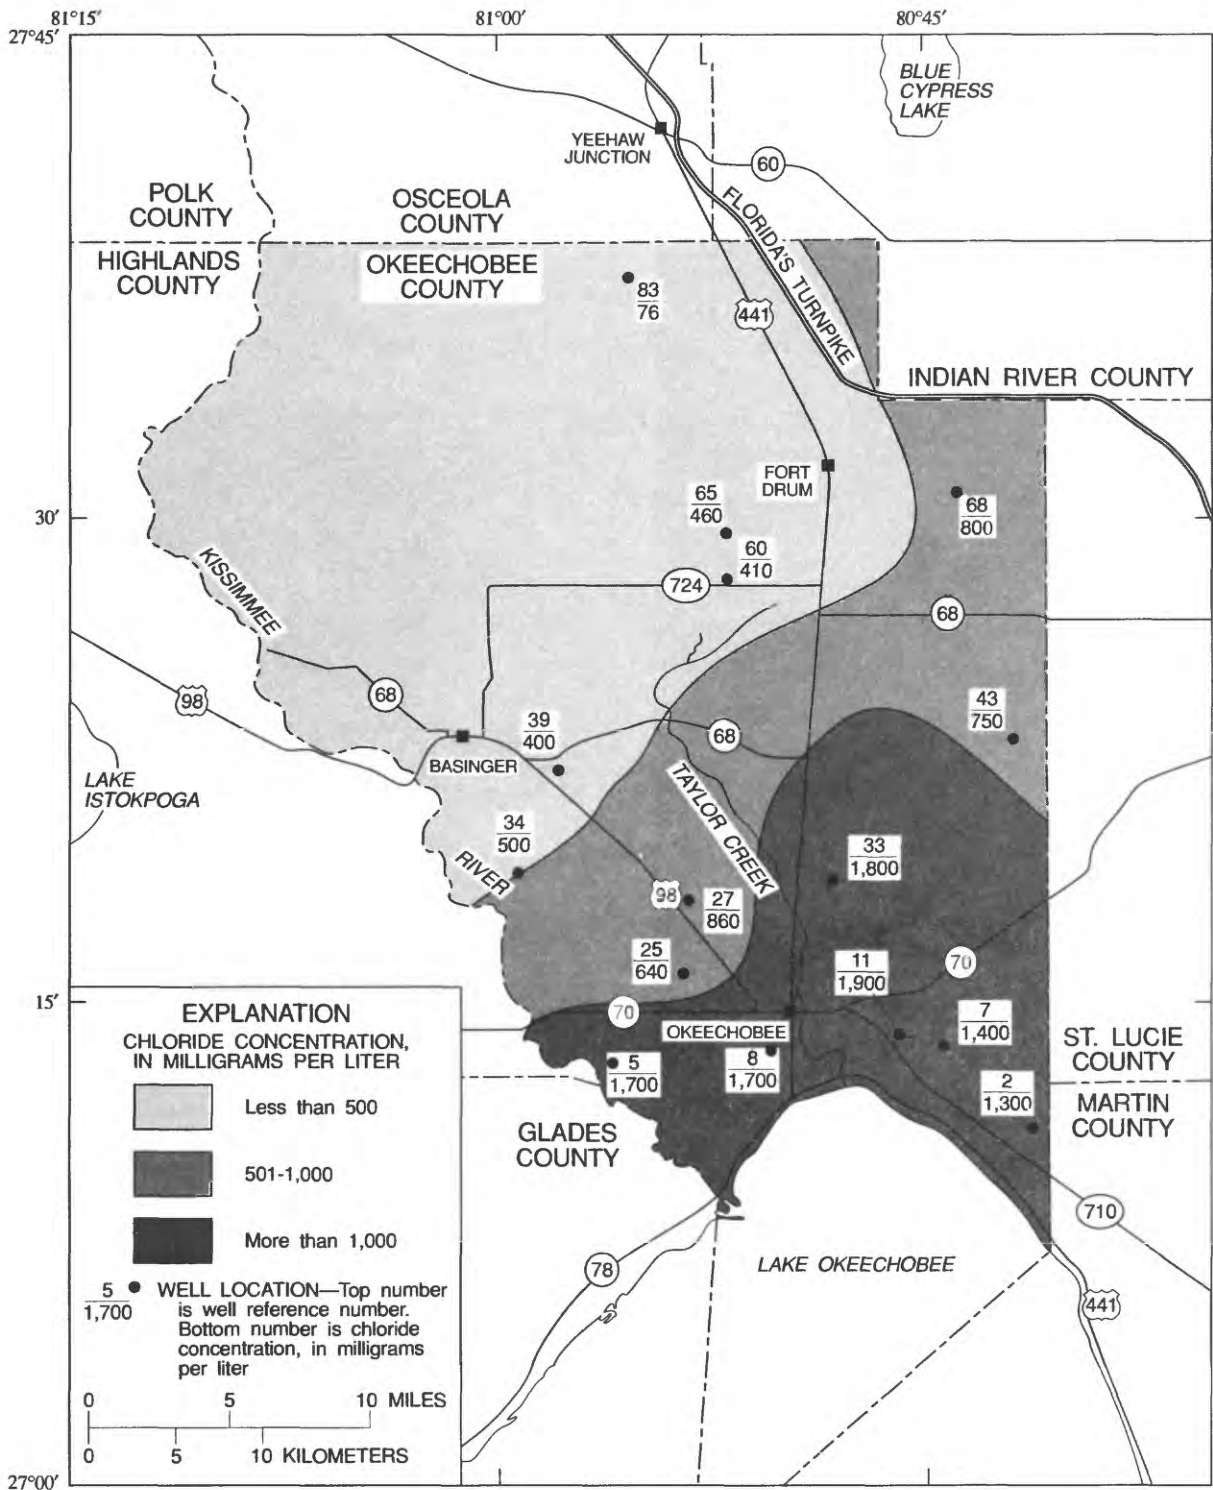 81°15′
81°00′
80°45′
27°45′
BLUE
CYPRESS
LAKE
YEEHAW
JUNCTION
60
POLK
COUNTY
OSCEOLA
COUNTY
FLORIDA'S TURNPIKE
HIGHLANDS
COUNTY
OKEECHOBEE
COUNTY
83
76
441
INDIAN RIVER COUNTY
FORT
DRUM
65
460
68
800
30′
60
410
KISSIMMEE
724
68
98
68
43
750
39
400
68
BASINGER
LAKE
ISTOKPOGA
TAYLOR CREEK
34
500
33
1,800
RIVER
98
27
860
25
640
11
1,900
70
15′
70
OKEECHOBEE
7
1,400
ST. LUCIE
COUNTY
5
1,700
8
1,700
2
1,300
MARTIN
COUNTY
GLADES
COUNTY
710
LAKE OKEECHOBEE
78
441
EXPLANATION
CHLORIDE CONCENTRATION,
IN MILLIGRAMS PER LITER
Less than 500
501-1,000
More than 1,000
5
1,700
WELL LOCATION—Top number
is well reference number.
Bottom number is chloride
concentration, in milligrams
per liter
0 5 10 MILES
0 5 10 KILOMETERS
27°00′